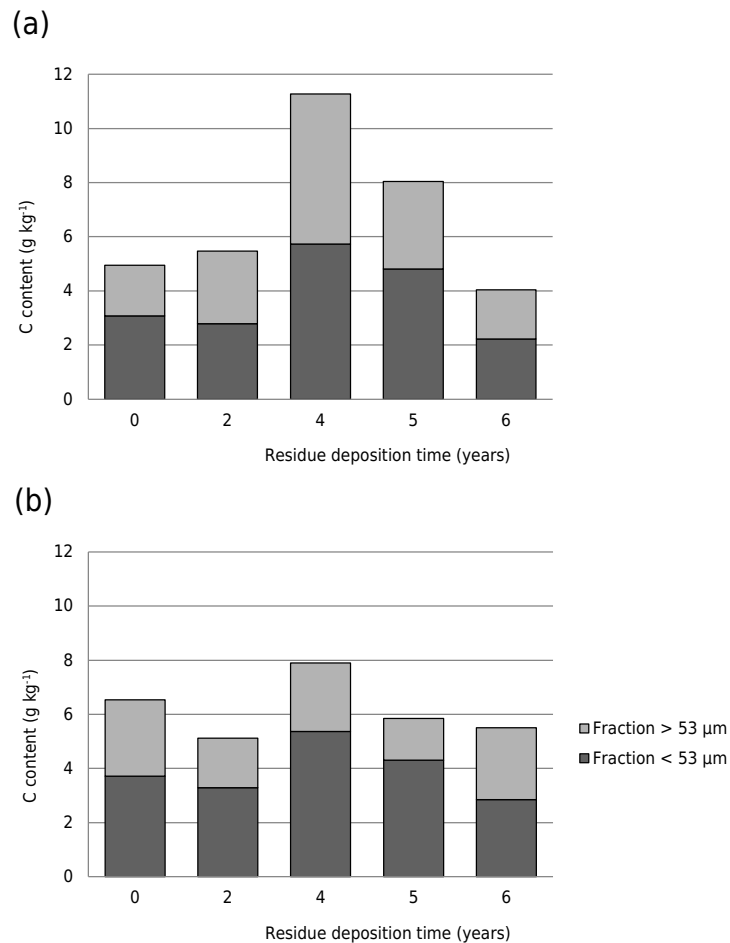 (a)
12
10
8
6
4
2
0
C content (g kg⁻¹)
0 2 4 5 6
Residue deposition time (years)
(b)
12
10
8
6
4
2
0
C content (g kg⁻¹)
Fraction > 53 µm
Fraction < 53 µm
0 2 4 5 6
Residue deposition time (years)